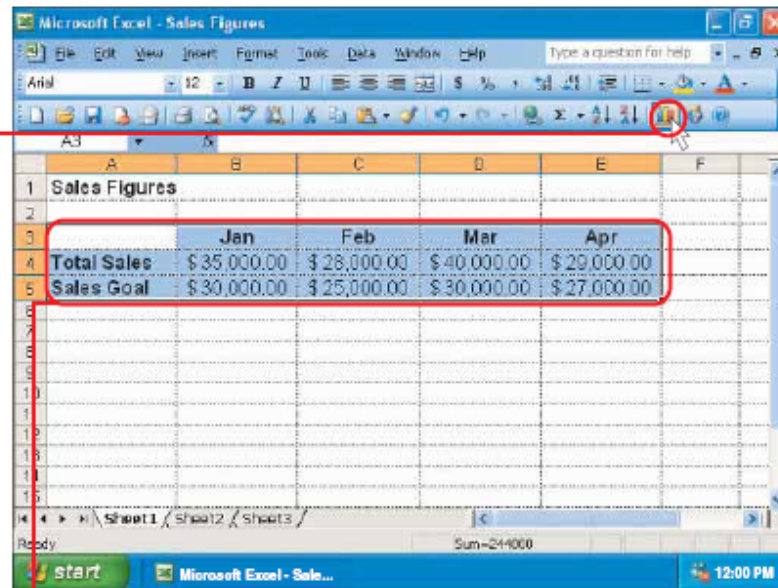 Microsoft Excel - Sales Figures
File Edit View Insert Format Tools Data Window Help Type a question for help
Arial 12 B I U $ % ,
Σ
A3 fx
A B C D E F
1 Sales Figures
2
3 Jan Feb Mar Apr
4 Total Sales $35,000.00 $28,000.00 $40,000.00 $29,000.00
5 Sales Goal $30,000.00 $25,000.00 $30,000.00 $27,000.00
6
7
8
9
10
11
12
13
14
15
Sheet1 / Sheet2 / Sheet3 /
Ready Sum=244000
start Microsoft Excel - Sale... 12:00 PM